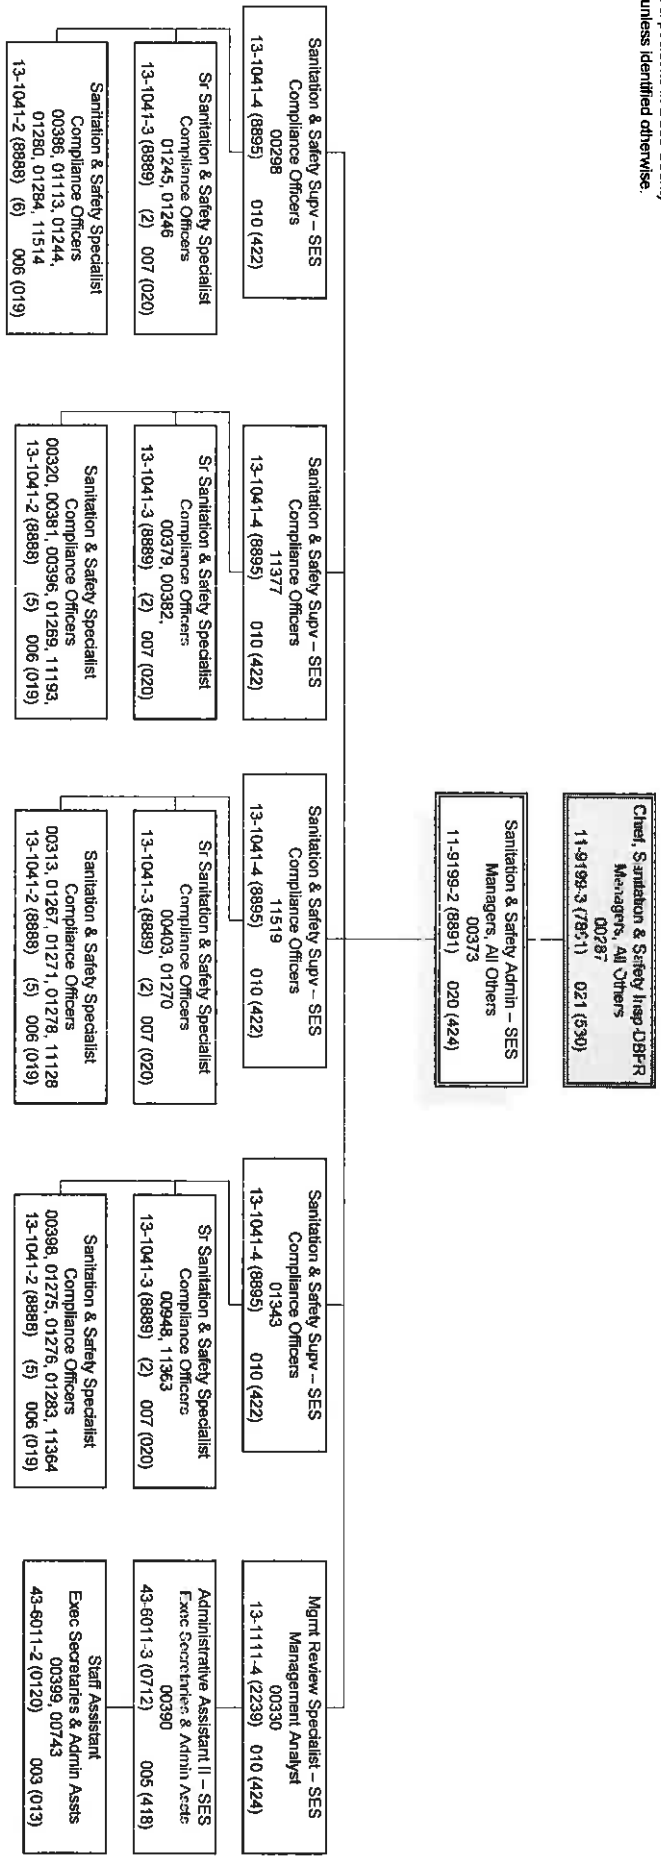 unless identified otherwise.
Chief, Sanitation & Safety Insp-DBPR
Managers, All Others
00287
11-9199-3 (7861) 021 (530)
Sanitation & Safety Admin – SES
Managers, All Others
00373
11-9199-2 (8891) 020 (424)
Sanitation & Safety Supv – SES
Compliance Officers
00298
13-1041-4 (8895) 010 (422)
Sr Sanitation & Safety Specialist
Compliance Officers
01245, 01246
13-1041-3 (8889) (2) 007 (020)
Sanitation & Safety Specialist
Compliance Officers
00386, 01113, 01244,
01280, 01284, 11514
13-1041-2 (8888) (6) 006 (019)
Sanitation & Safety Supv – SES
Compliance Officers
11377
13-1041-4 (8895) 010 (422)
Sr Sanitation & Safety Specialist
Compliance Officers
00379, 00382,
13-1041-3 (8889) (2) 007 (020)
Sanitation & Safety Specialist
Compliance Officers
00320, 00381, 00396, 01269, 11193,
13-1041-2 (8888) (5) 006 (019)
Sanitation & Safety Supv – SES
Compliance Officers
11519
13-1041-4 (8895) 010 (422)
Sr Sanitation & Safety Specialist
Compliance Officers
00403, 01270
13-1041-3 (8889) (2) 007 (020)
Sanitation & Safety Specialist
Compliance Officers
00313, 01267, 01271, 01278, 11128
13-1041-2 (8888) (5) 006 (019)
Sanitation & Safety Supv – SES
Compliance Officers
01343
13-1041-4 (8895) 010 (422)
Sr Sanitation & Safety Specialist
Compliance Officers
00948, 11363
13-1041-3 (8889) (2) 007 (020)
Sanitation & Safety Specialist
Compliance Officers
00398, 01275, 01276, 01283, 11364
13-1041-2 (8888) (5) 006 (019)
Mgmt Review Specialist – SES
Management Analyst
00330
13-1111-4 (2239) 010 (424)
Administrative Assistant II – SES
Exec Secretaries & Admin Assts
00390
43-6011-3 (0712) 005 (418)
Staff Assistant
Exec Secretaries & Admin Assts
00399, 00743
43-6011-2 (0120) 003 (013)